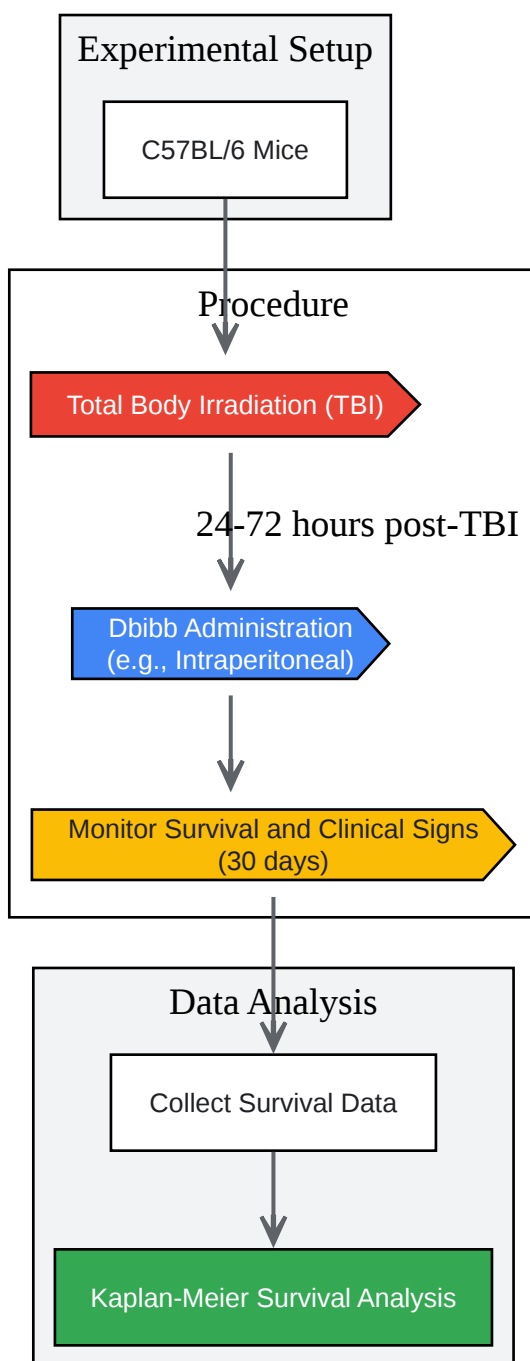 Experimental Setup
C57BL/6 Mice
Procedure
Total Body Irradiation (TBI)
24-72 hours post-TBI
Dbibb Administration
(e.g., Intraperitoneal)
Monitor Survival and Clinical Signs
(30 days)
Data Analysis
Collect Survival Data
Kaplan-Meier Survival Analysis